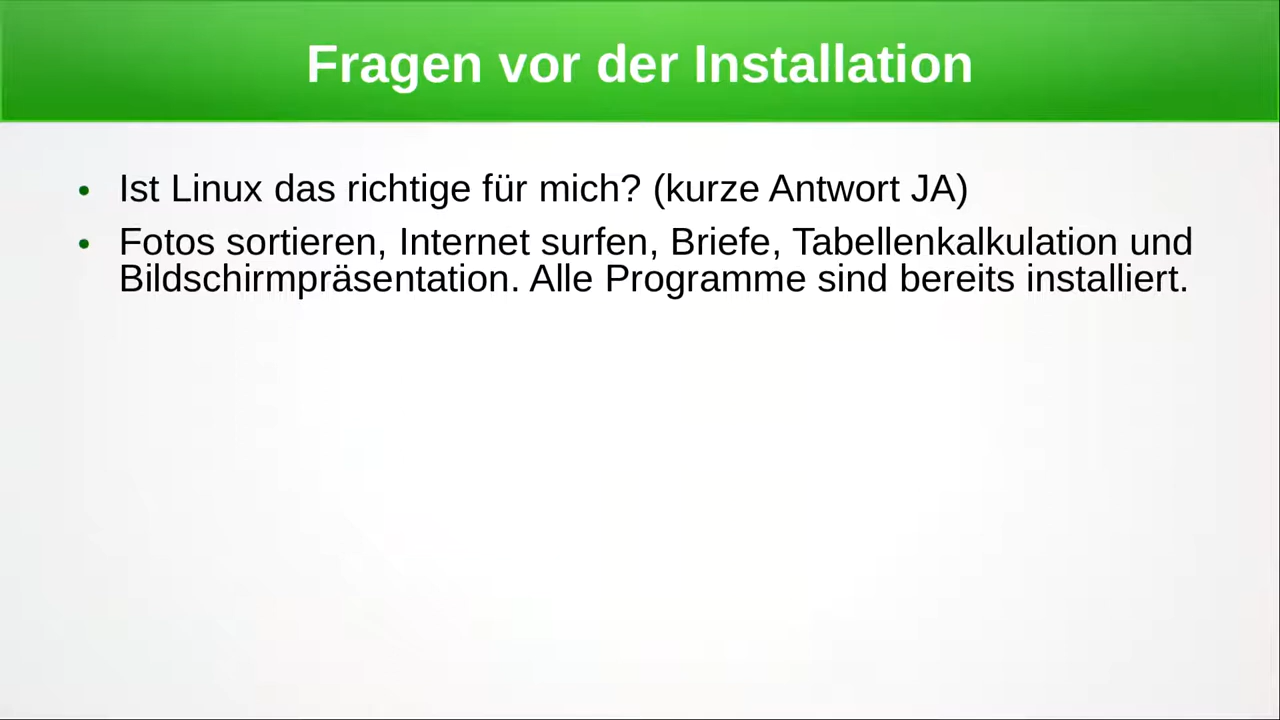 Fragen vor der Installation
Ist Linux das richtige für mich? (kurze Antwort JA)
Fotos sortieren, Internet surfen, Briefe, Tabellenkalkulation und
Bildschirmpräsentation. Alle Programme sind bereits installiert.